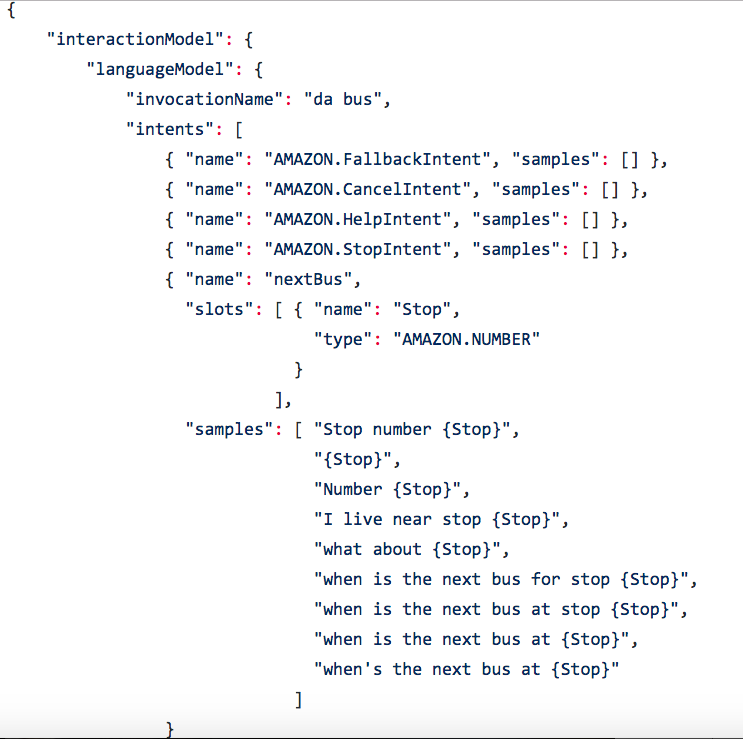 {
    "interactionModel": {
        "languageModel": {
            "invocationName": "da bus",
            "intents": [
                { "name": "AMAZON.FallbackIntent", "samples": [] },
                { "name": "AMAZON.CancelIntent", "samples": [] },
                { "name": "AMAZON.HelpIntent", "samples": [] },
                { "name": "AMAZON.StopIntent", "samples": [] },
                { "name": "nextBus",
                  "slots": [ { "name": "Stop",
                               "type": "AMAZON.NUMBER"
                             }
                           ],
                  "samples": [ "Stop number {Stop}",
                               "{Stop}",
                               "Number {Stop}",
                               "I live near stop {Stop}",
                               "what about {Stop}",
                               "when is the next bus for stop {Stop}",
                               "when is the next bus at stop {Stop}",
                               "when is the next bus at {Stop}",
                               "when's the next bus at {Stop}"
                             ]
                }